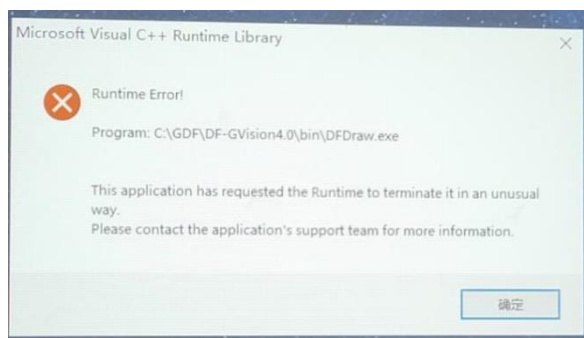 Microsoft Visual C++ Runtime Library
Runtime Error!
Program: C:\GDF\DF-GVision4.0\bin\DFDraw.exe
This application has requested the Runtime to terminate it in an unusual
way.
Please contact the application's support team for more information.
确定